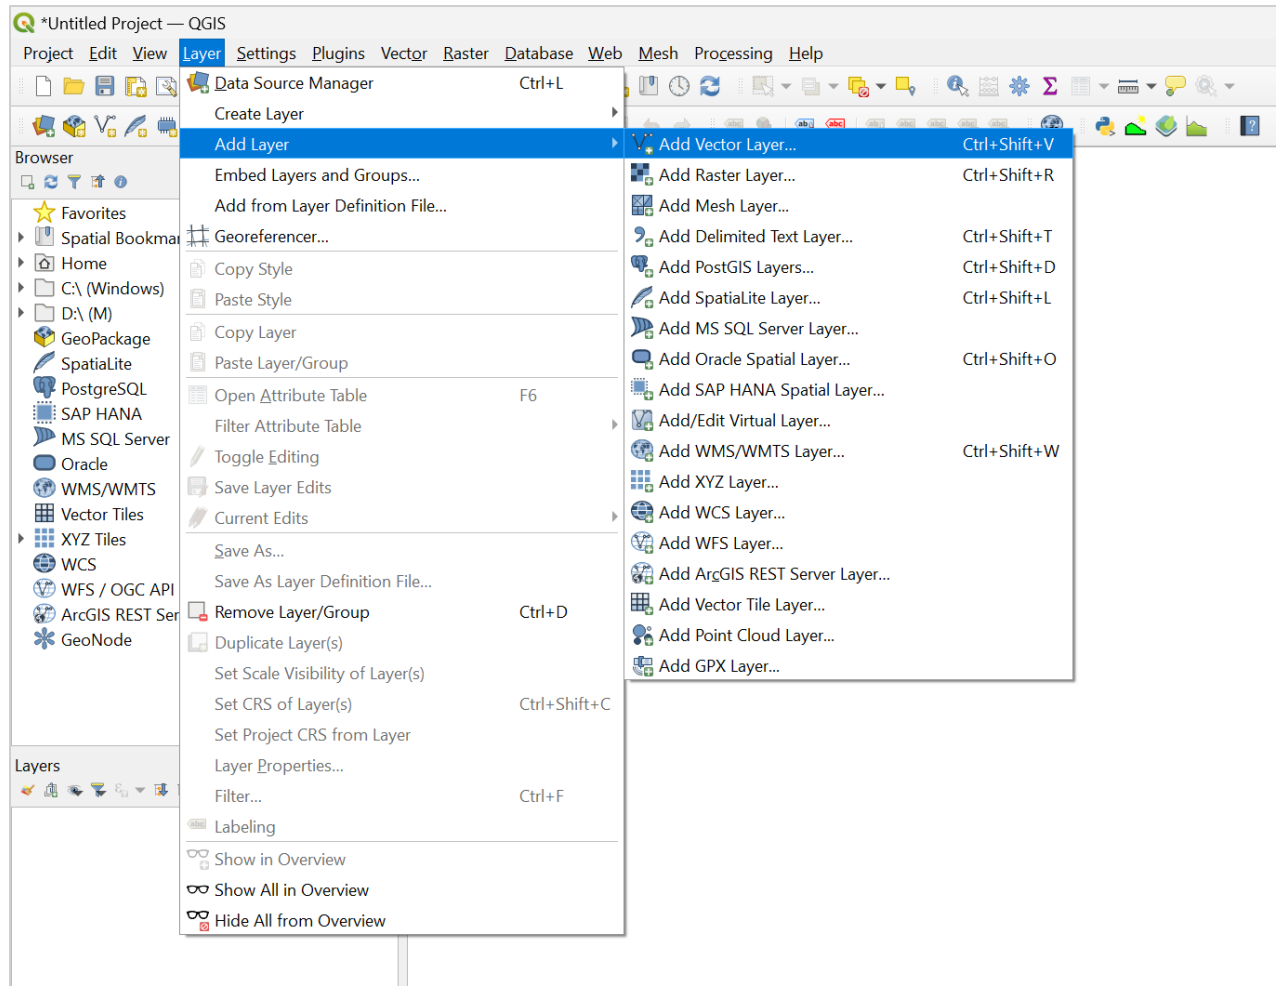 *Untitled Project — QGIS
Project Edit View Layer Settings Plugins Vector Raster Database Web Mesh Processing Help
Data Source Manager Ctrl+L
Create Layer
Add Layer
Embed Layers and Groups...
Add from Layer Definition File...
Georeferencer...
Copy Style
Paste Style
Copy Layer
Paste Layer/Group
Open Attribute Table F6
Filter Attribute Table
Toggle Editing
Save Layer Edits
Current Edits
Save As...
Save As Layer Definition File...
Remove Layer/Group Ctrl+D
Duplicate Layer(s)
Set Scale Visibility of Layer(s)
Set CRS of Layer(s) Ctrl+Shift+C
Set Project CRS from Layer
Layer Properties...
Filter... Ctrl+F
Labeling
Show in Overview
Show All in Overview
Hide All from Overview
Add Vector Layer... Ctrl+Shift+V
Add Raster Layer... Ctrl+Shift+R
Add Mesh Layer...
Add Delimited Text Layer... Ctrl+Shift+T
Add PostGIS Layers... Ctrl+Shift+D
Add SpatiaLite Layer... Ctrl+Shift+L
Add MS SQL Server Layer...
Add Oracle Spatial Layer... Ctrl+Shift+O
Add SAP HANA Spatial Layer...
Add/Edit Virtual Layer...
Add WMS/WMTS Layer... Ctrl+Shift+W
Add XYZ Layer...
Add WCS Layer...
Add WFS Layer...
Add ArcGIS REST Server Layer...
Add Vector Tile Layer...
Add Point Cloud Layer...
Add GPX Layer...
Browser
Favorites
Spatial Bookmar
Home
C:\ (Windows)
D:\ (M)
GeoPackage
SpatiaLite
PostgreSQL
SAP HANA
MS SQL Server
Oracle
WMS/WMTS
Vector Tiles
XYZ Tiles
WCS
WFS / OGC API
ArcGIS REST Ser
GeoNode
Layers